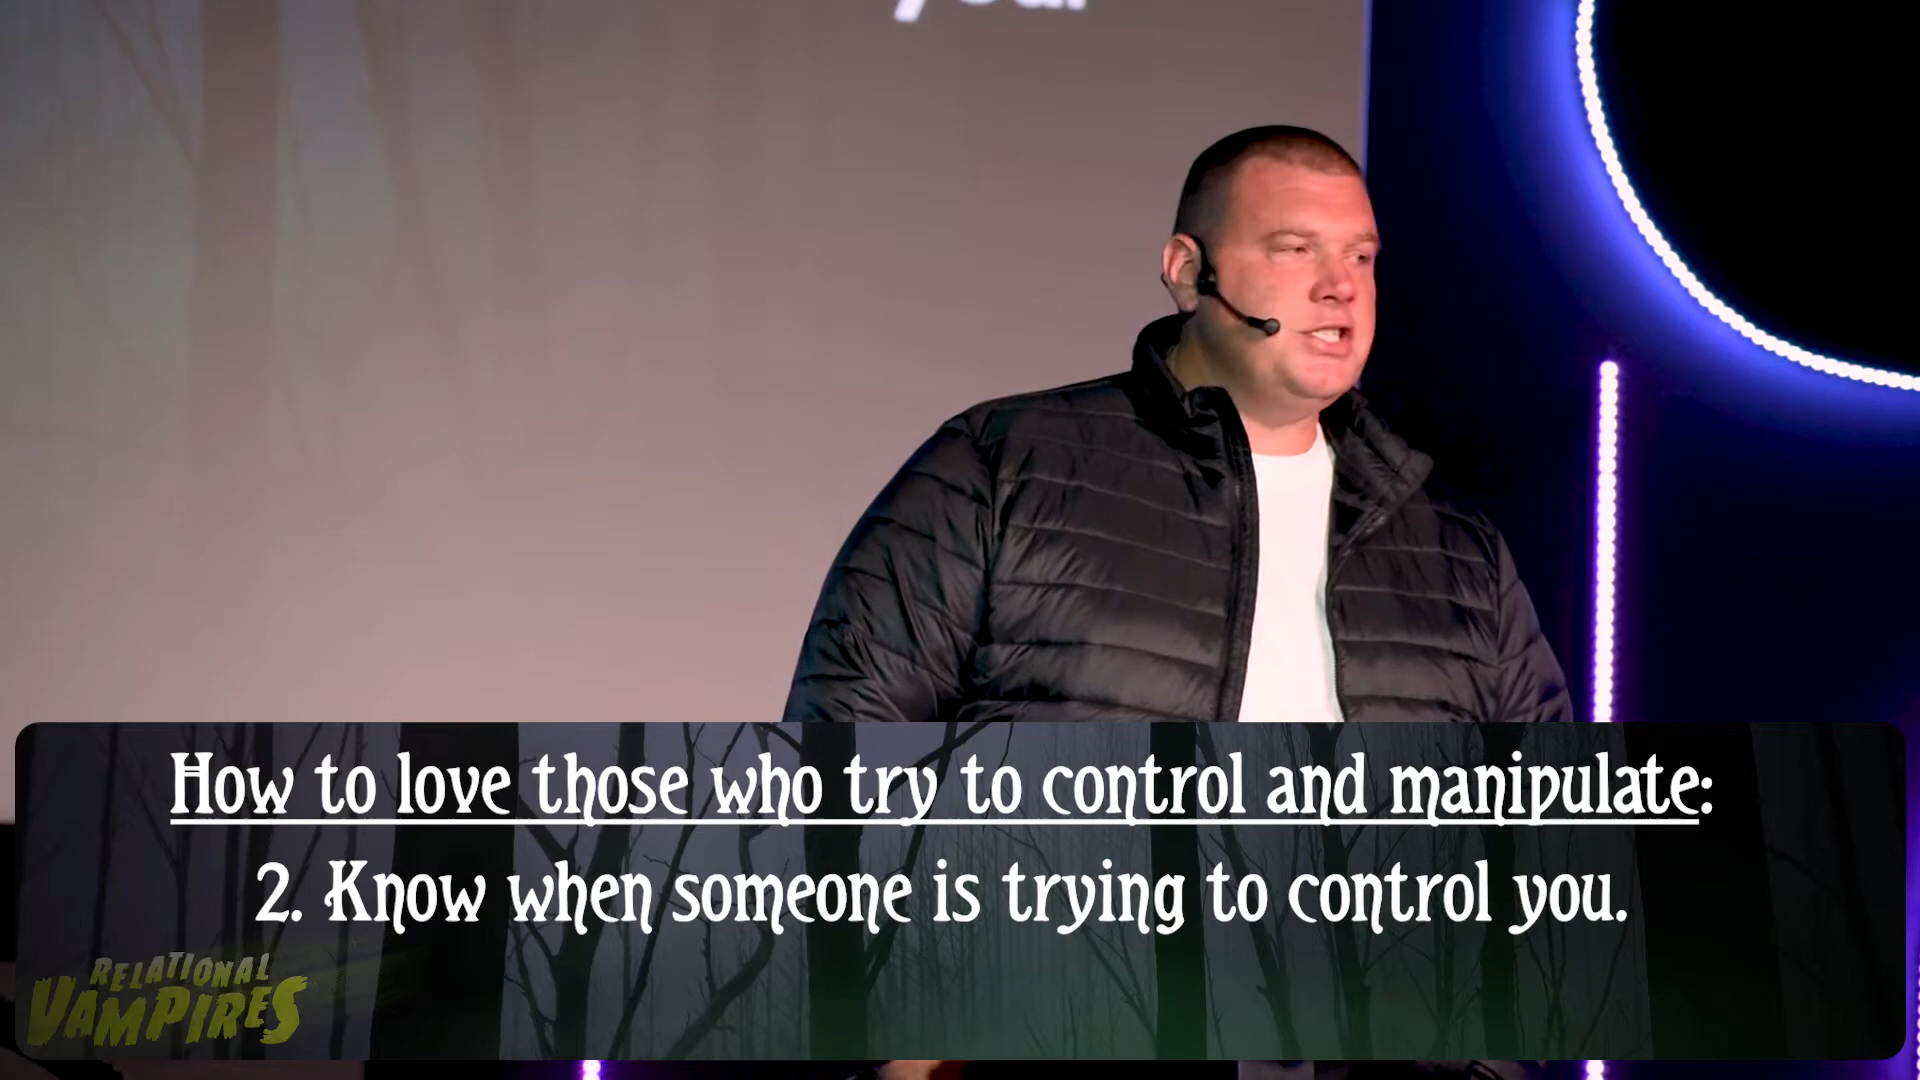 you.
How to love those who try to control and manipulate:
2. Know when someone is trying to control you.
RELATIONAL
VAMPIRES